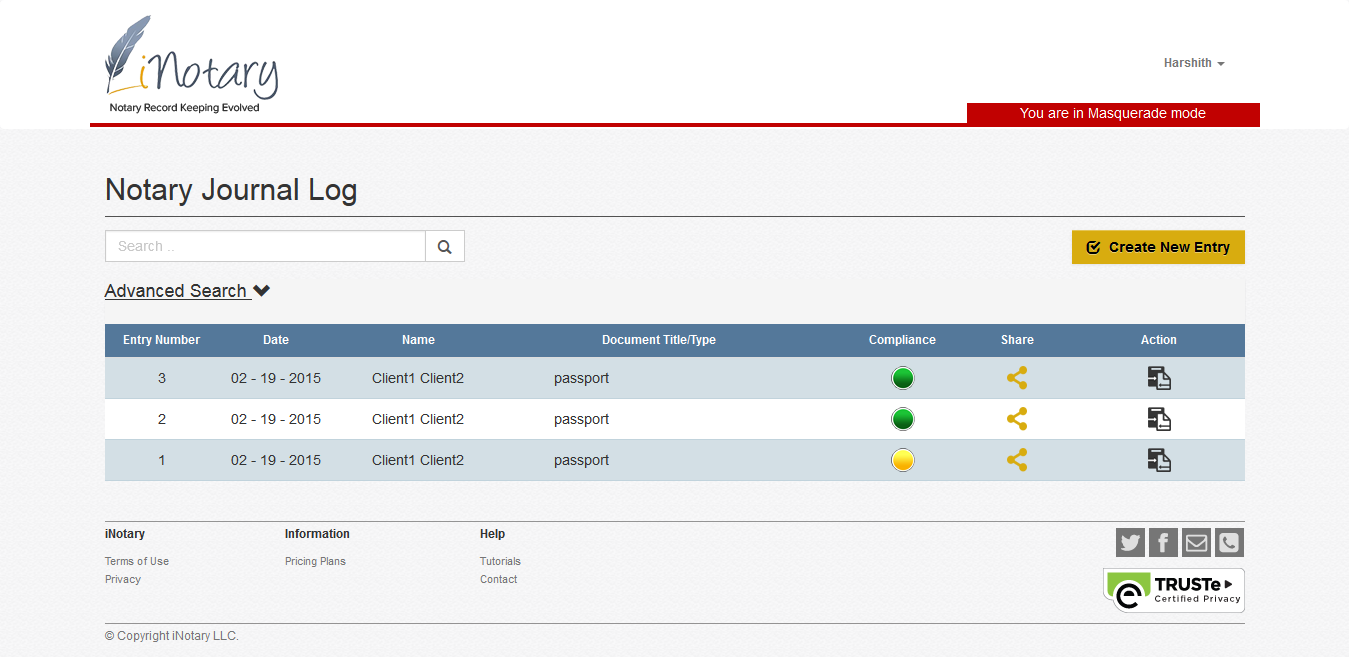 iNotary
Notary Record Keeping Evolved
Harshith
You are in Masquerade mode
Notary Journal Log
Search ..
Create New Entry
Advanced Search
Entry Number Date Name Document Title/Type Compliance Share Action
3 02 - 19 - 2015 Client1 Client2 passport
2 02 - 19 - 2015 Client1 Client2 passport
1 02 - 19 - 2015 Client1 Client2 passport
iNotary Information Help
Terms of Use Pricing Plans Tutorials
Privacy Contact
TRUSTe
Certified Privacy
© Copyright iNotary LLC.